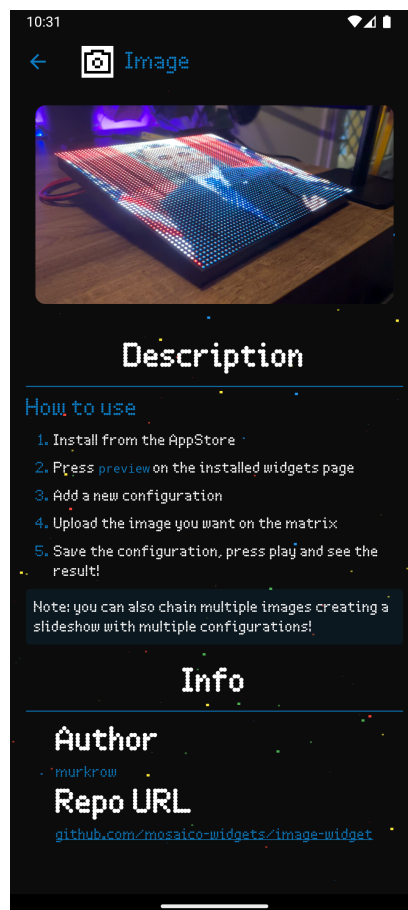 10:31
Image
Description
How to use
1. Install from the AppStore
2. Press preview on the installed widgets page
3. Add a new configuration
4. Upload the image you want on the matrix
5. Save the configuration, press play and see the
result!
Note: you can also chain multiple images creating a
slideshow with multiple configurations!
Info
Author
murkrow
Repo URL
github.com/mosaico-widgets/image-widget